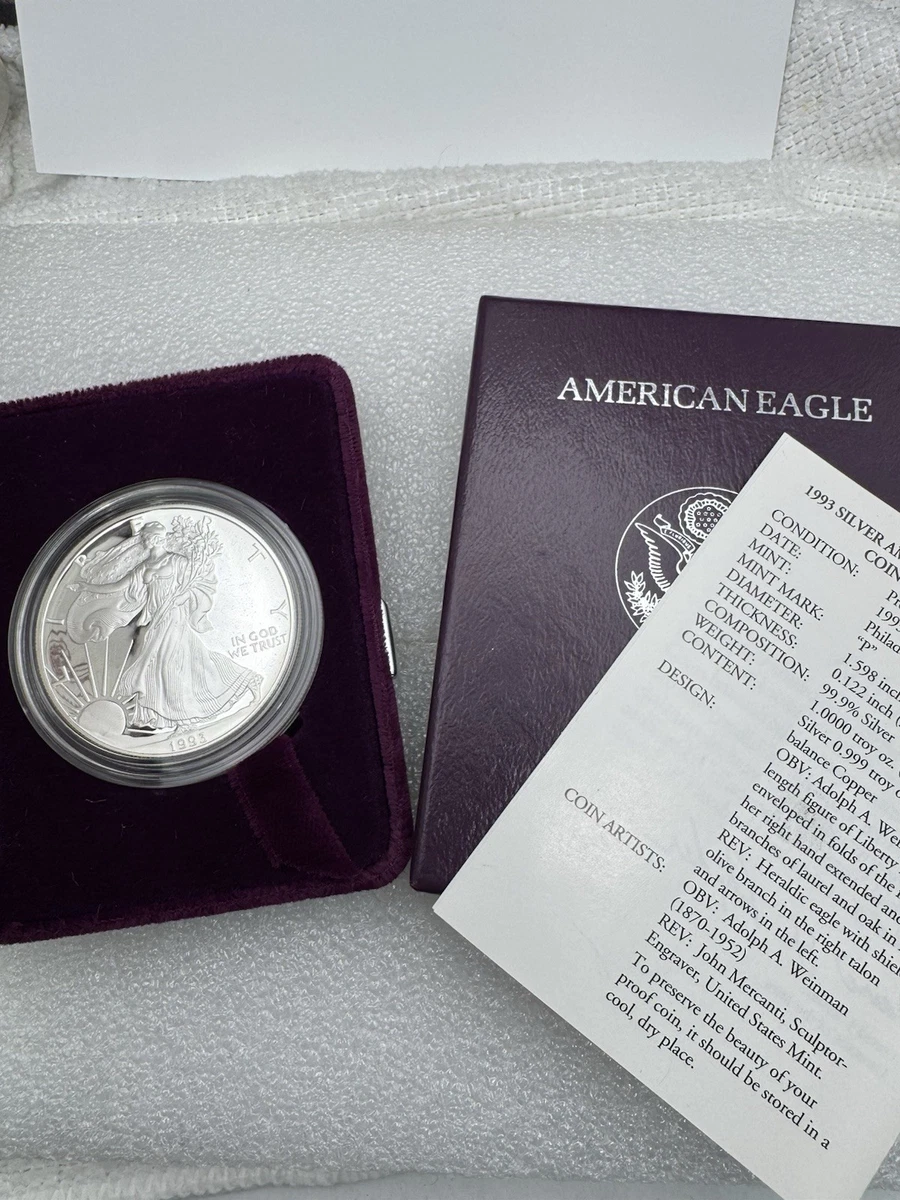 AMERICAN EAGLE
L I B R T Y
IN GOD
WE TRUST
1993
1993 SILVER
COIN
CONDITION:
DATE: 
MINT:
MINT MARK: "P"
DIAMETER: 1.598
THICKNESS: 0.122 inch
COMPOSITION: 99.9% Silver
WEIGHT: 1.0000 troy oz.
CONTENT: Silver 0.999 troy
balance Copper
DESIGN: OBV: Adolph A.
length figure of Liberty
enveloped in folds of the
her right hand extended and
branches of laurel and oak in
REV: Heraldic eagle with
olive branch in the right talon
and arrows in the left.
COIN ARTISTS: OBV: Adolph A. Weinman
(1870-1952)
REV: John Mercanti, Sculptor-
Engraver, United States Mint.
To preserve the beauty of your
proof coin, it should be stored in a
cool, dry place.